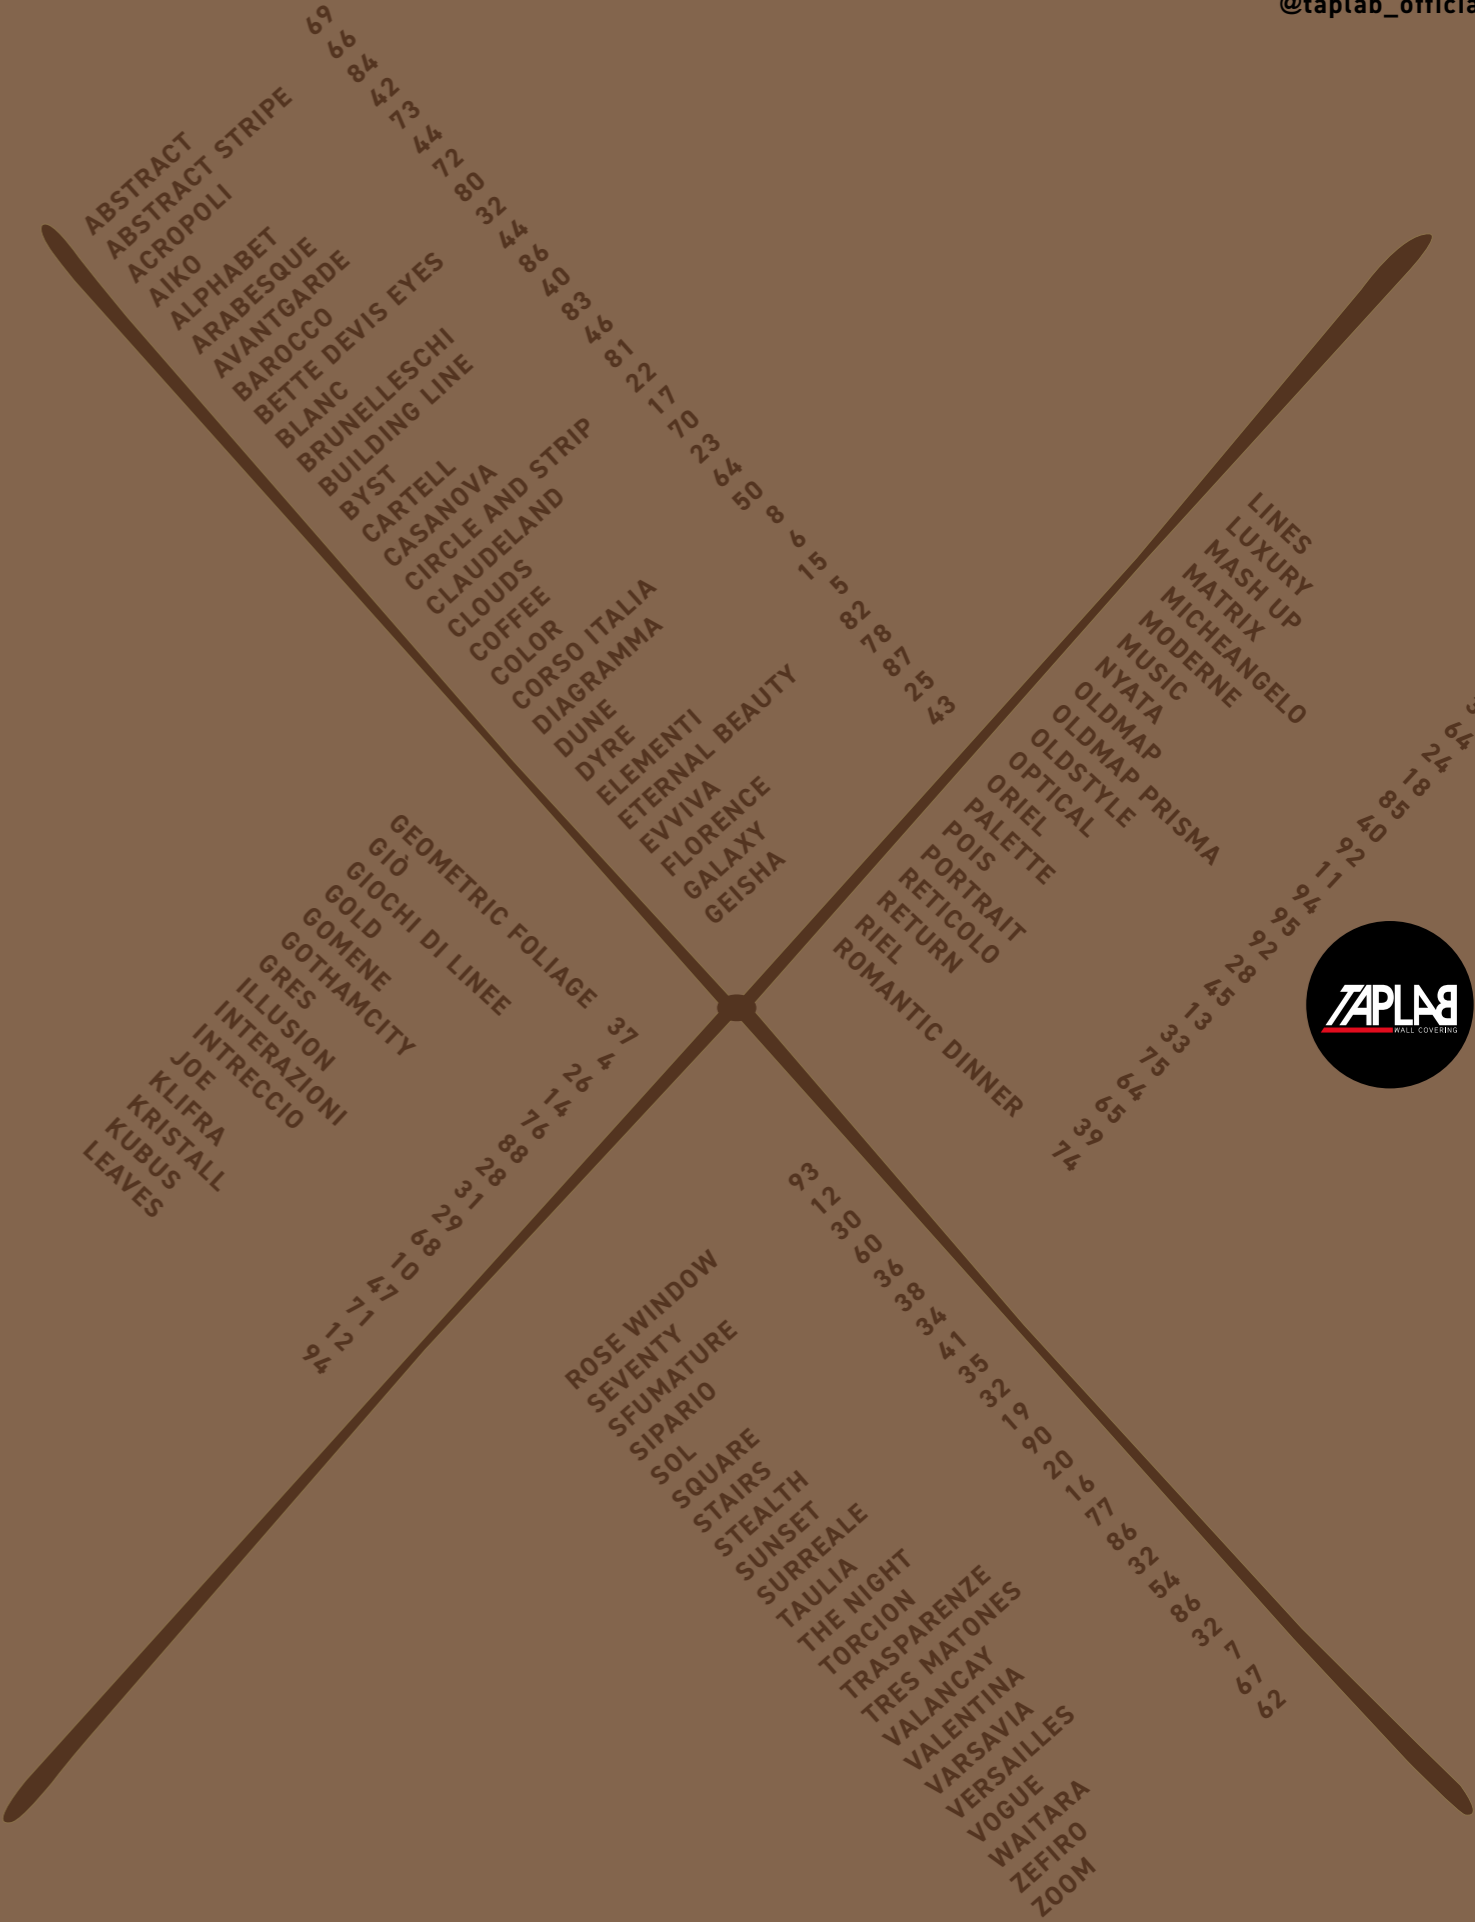 @taplab_officia
ABSTRACT 69
ABSTRACT STRIPE 66
ACROPOLI 84
AIKO 42
ALPHABET 73
ARABESQUE 44
AVANTGARDE 72
BAROCCO 80
BETTE DEVIS EYES 32
BLANC 44
BRUNELLESCHI 86
BUILDING LINE 40
BYST 83
CARTELL 46
CASANOVA 81
CIRCLE AND STRIP 22
CLAUDELAND 17
CLOUDS 70
COFFEE 23
COLOR 64
CORSO ITALIA 50
DIAGRAMMA 8
DUNE 6
DYRE 15
ELEMENTI 5
ETERNAL BEAUTY 82
EVVIVA 78
FLORENCE 87
GALAXY 25
GEISHA 43
GEOMETRIC FOLIAGE 37
GIÒ 4
GIOCHI DI LINEE 26
GOLD 14
GOMENE 76
GOTHAMCITY 88
GRES 28
ILLUSION 31
INTERAZIONI 29
INTRECCIO 68
JOE 10
KLIFRA 47
KRISTALL 71
KUBUS 12
LEAVES 94
LINES
LUXURY 64
MASH UP 24
MATRIX 18
MICHEANGELO 85
MODERNE 40
MUSIC 92
NYATA 11
OLDMAP 94
OLDMAP PRISMA 95
OLDSTYLE 92
OPTICAL 28
ORIEL 45
PALETTE 13
POIS 33
PORTRAIT 75
RETICOLO 64
RETURN 65
RIEL 39
ROMANTIC DINNER 74
TAPLAB
WALL COVERING
ROSE WINDOW 93
SEVENTY 12
SFUMATURE 30
SIPARIO 60
SOL 36
SQUARE 38
STAIRS 34
STEALTH 41
SUNSET 35
SURREALE 32
TAULIA 19
THE NIGHT 90
TORCION 20
TRASPARENZE 16
TRES MATONES 77
VALANCAY 86
VALENTINA 32
VARSAVIA 54
VERSAILLES 86
VOGUE 32
WAITARA 7
ZEFIRO 67
ZOOM 62